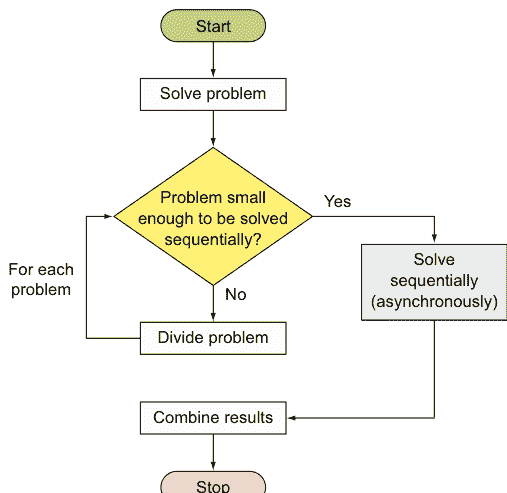 Start
Solve problem
Problem small
enough to be solved
sequentially?
Yes
Solve
sequentially
(asynchronously)
For each
problem
No
Divide problem
Combine results
Stop